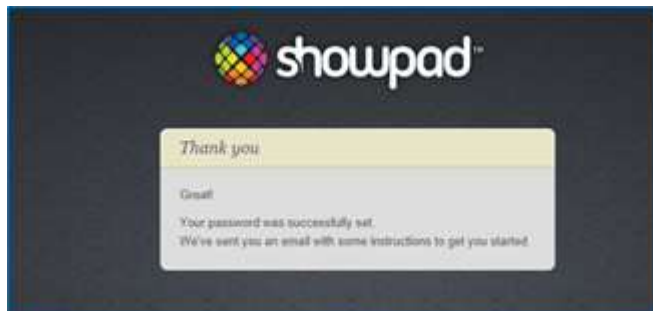 showpad™
Thank you
Great!
Your password was successfully set.
We've sent you an email with some instructions to get you started.